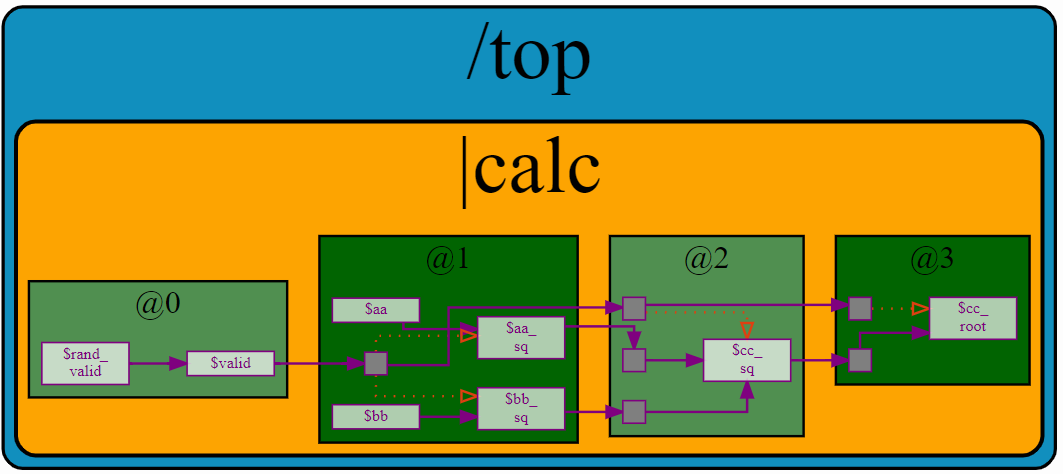 /top
|calc
@0
$rand_
valid
$valid
@1
$aa
$aa_
sq
$bb
$bb_
sq
@2
$cc_
sq
@3
$cc_
root